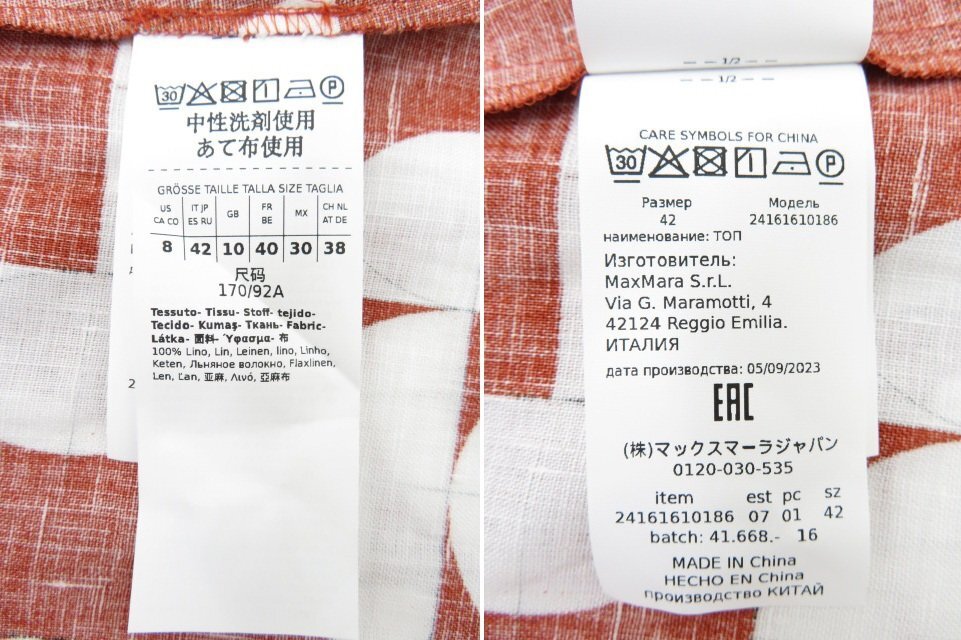 30 P
中性洗剤使用
あて布使用
GRÖSSE TAILLE TALLA SIZE TAGLIA
US CA CO IT JP ES RU GB FR BE MX CH NL AT DE
8 42 10 40 30 38
尺码
170/92A
Tessuto- Tissu- Stoff- tejido-
Tecido- Kumaş- Ткань- Fabric-
Látka- 面料- Ύφασμα- 布
100% Lino, Lin, Leinen, lino, Linho,
Keten, Льняное волокно, Flaxlinen,
Len, Ľan, 亚麻, Λινό, 亞麻布
2
1/2
1/2
CARE SYMBOLS FOR CHINA
30 P
Размер Модель
42 24161610186
наименование: ТОП
Изготовитель:
MaxMara S.r.L.
Via G. Maramotti, 4
42124 Reggio Emilia.
ИТАЛИЯ
дата производства: 05/09/2023
EAC
(株)マックスマーラジャパン
0120-030-535
item est pc sz
24161610186 07 01 42
batch: 41.668.- 16
MADE IN China
HECHO EN China
производство КИТАЙ